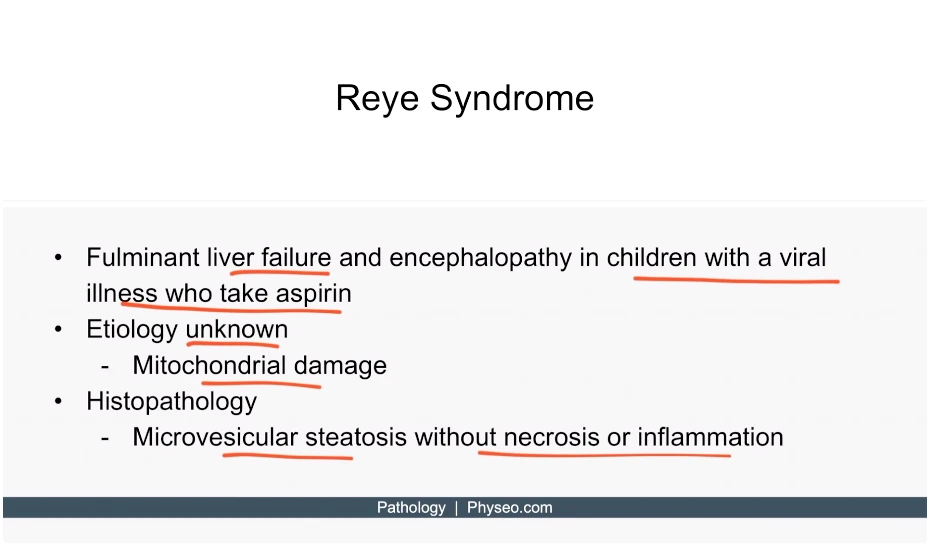 Reye Syndrome
• Fulminant liver failure and encephalopathy in children with a viral
illness who take aspirin
• Etiology unknown
- Mitochondrial damage
• Histopathology
- Microvesicular steatosis without necrosis or inflammation
Pathology | Physeo.com